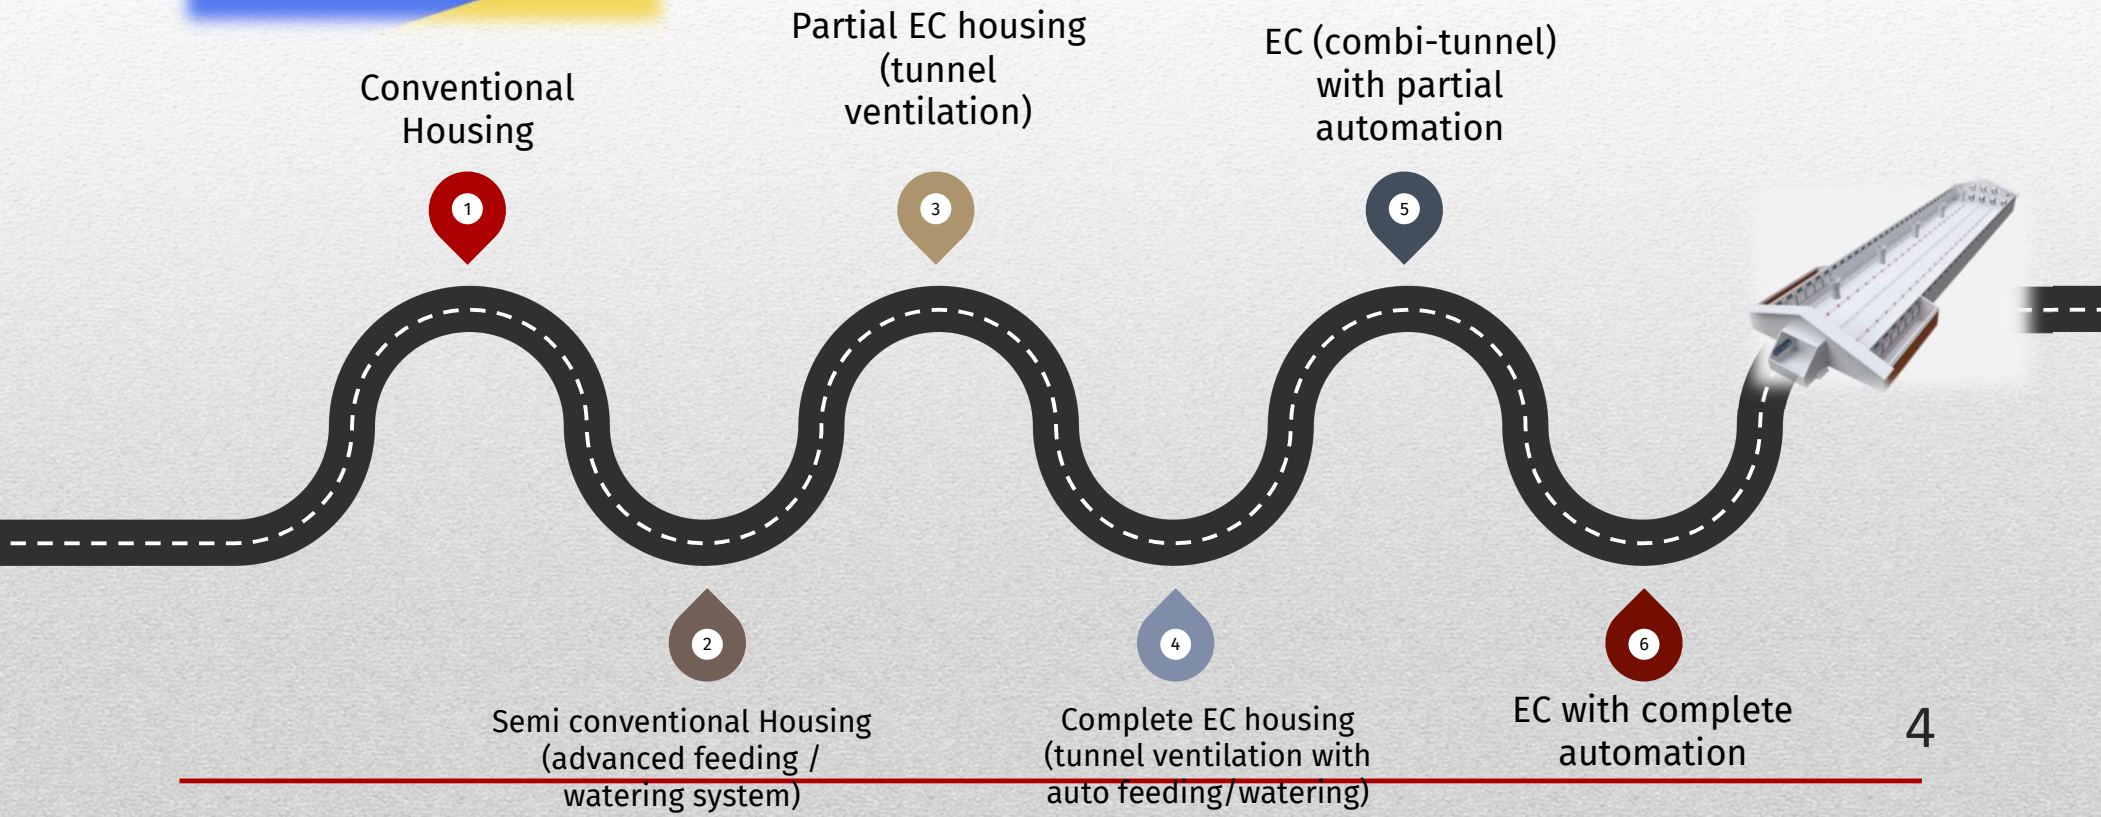 Conventional
Housing
1
Partial EC housing
(tunnel
ventilation)
3
EC (combi-tunnel)
with partial
automation
5
2
Semi conventional Housing
(advanced feeding /
watering system)
4
Complete EC housing
(tunnel ventilation with
auto feeding/watering)
6
EC with complete
automation
4